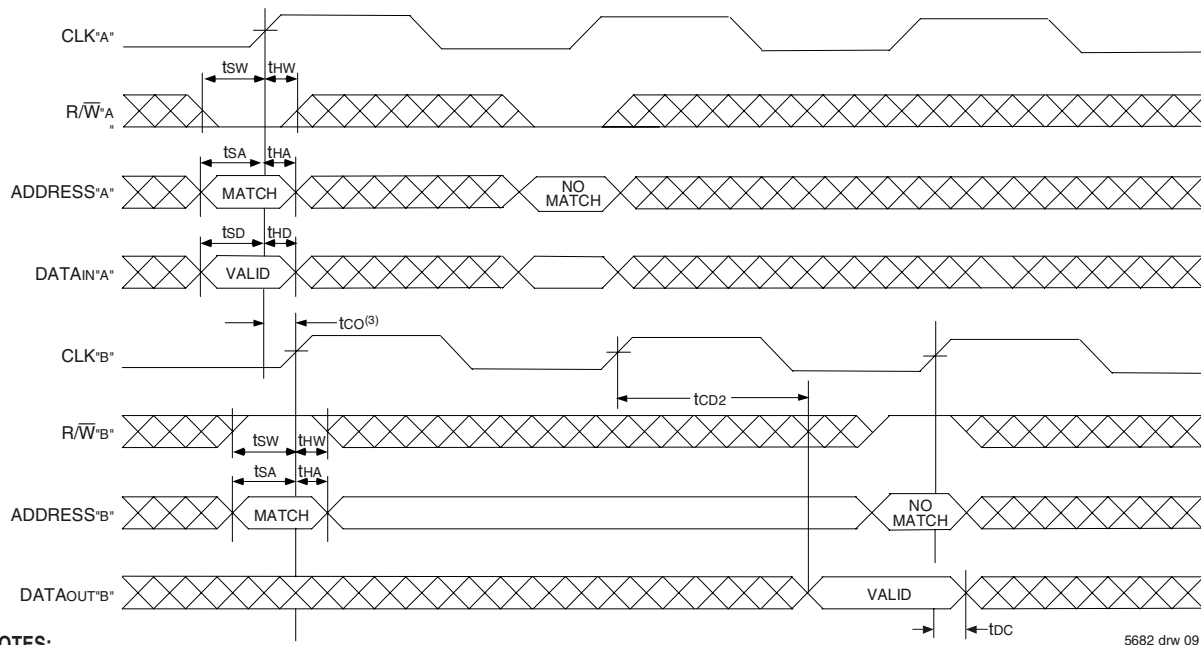 CLK"A"
tSW tHW
R/W"A
"
tSA tHA
ADDRESS"A" MATCH NO MATCH
tSD tHD
DATAIN"A" VALID
tCO(3)
CLK"B"
tCD2
R/W"B"
tSW tHW
tSA tHA
ADDRESS"B" MATCH NO MATCH
DATAOUT"B" VALID
tDC
OTES:
5682 drw 09